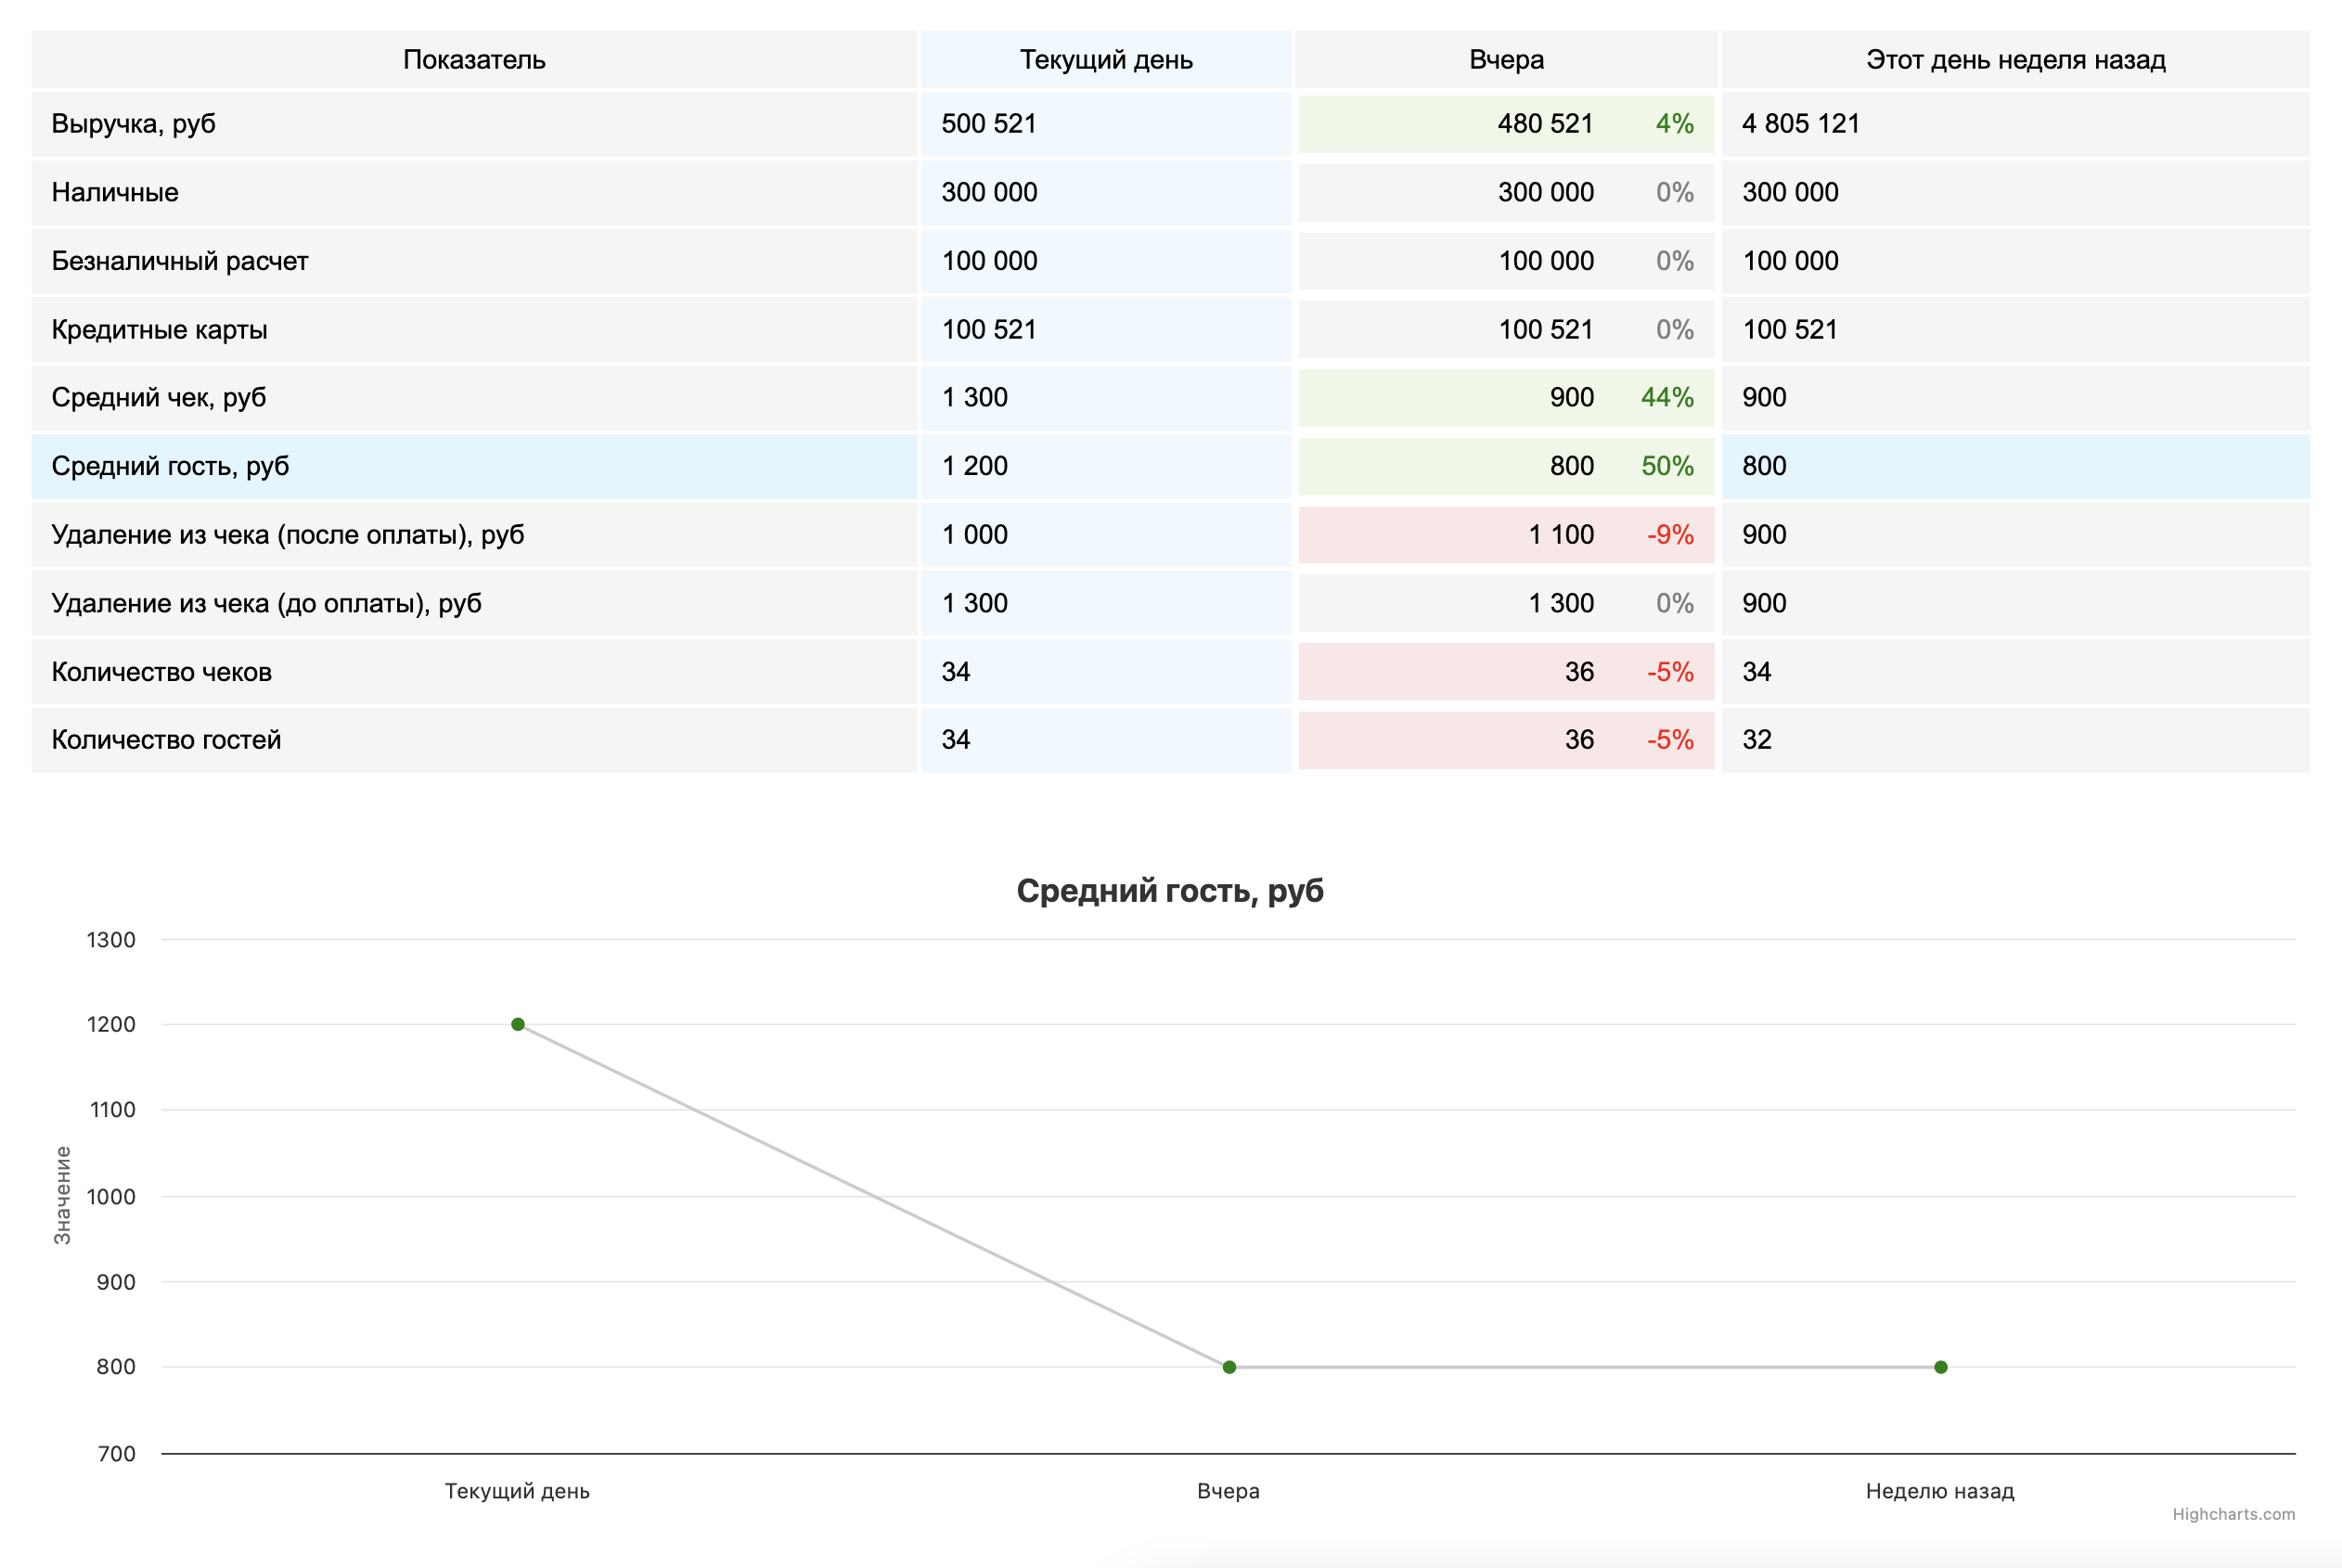 Показатель Текущий день Вчера Этот день неделя назад
Выручка, руб 500 521 480 521 4% 4 805 121
Наличные 300 000 300 000 0% 300 000
Безналичный расчет 100 000 100 000 0% 100 000
Кредитные карты 100 521 100 521 0% 100 521
Средний чек, руб 1 300 900 44% 900
Средний гость, руб 1 200 800 50% 800
Удаление из чека (после оплаты), руб 1 000 1 100 -9% 900
Удаление из чека (до оплаты), руб 1 300 1 300 0% 900
Количество чеков 34 36 -5% 34
Количество гостей 34 36 -5% 32
Средний гость, руб
1300
1200
1100
1000
900
800
700
Значение
Текущий день Вчера Неделю назад
Highcharts.com